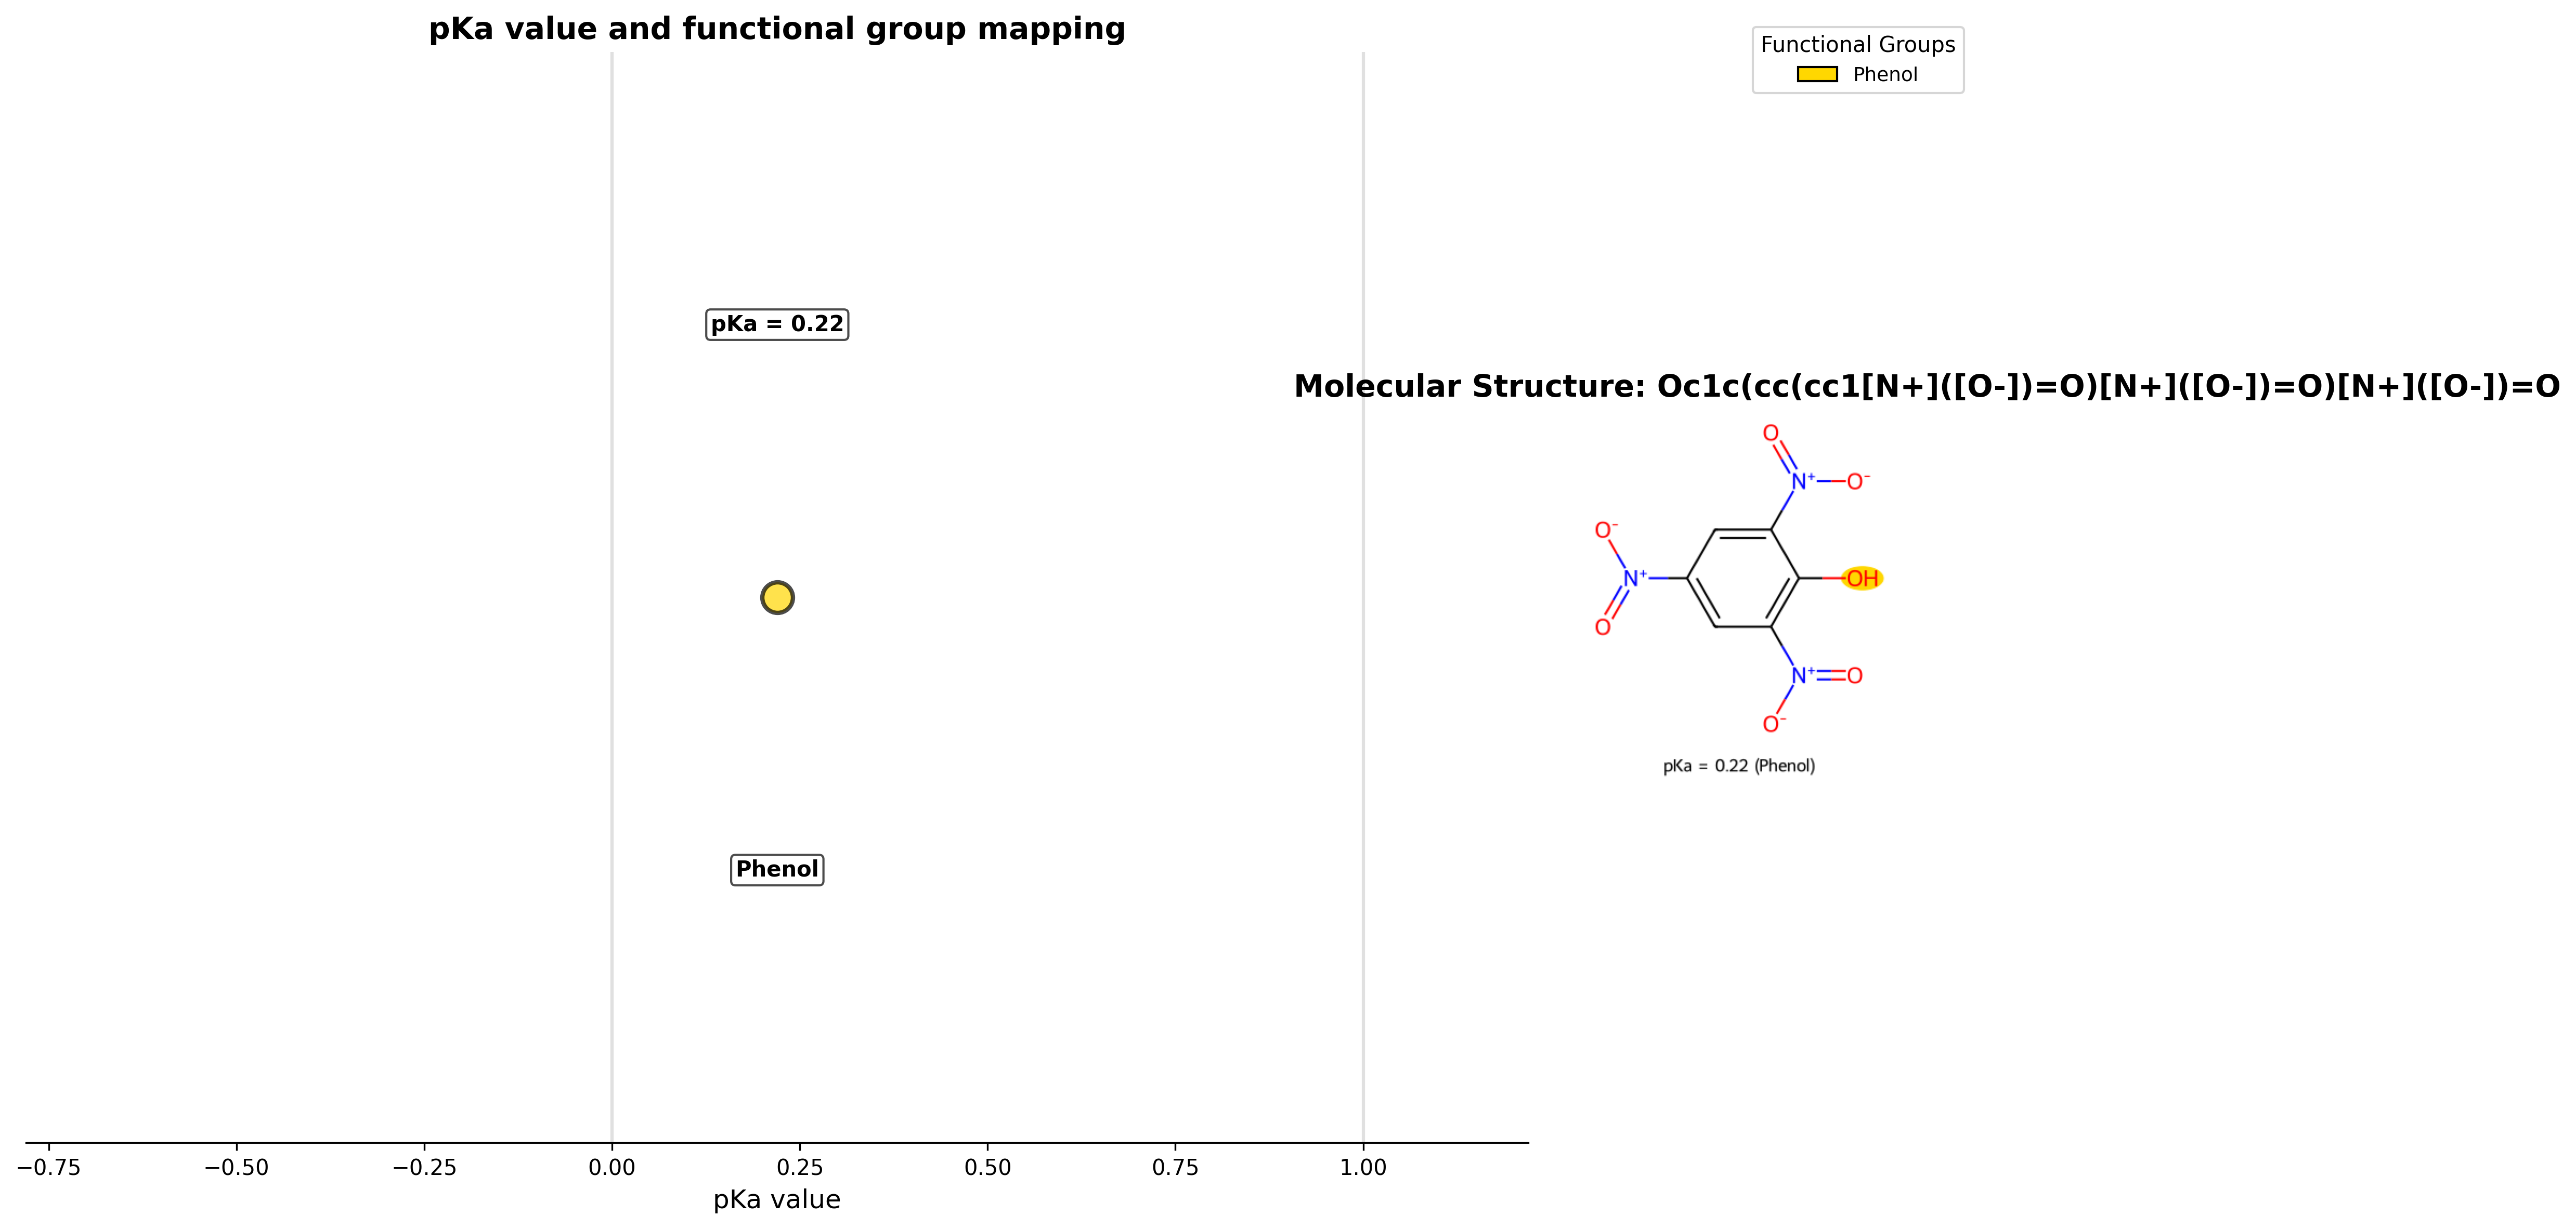 pKa value and functional group mapping
Functional Groups
Phenol
pKa = 0.22
Phenol
−0.75 −0.50 −0.25 0.00 0.25 0.50 0.75 1.00
pKa value
Molecular Structure: Oc1c(cc(cc1[N+]([O-])=O)[N+]([O-])=O)[N+]([O-])=O
O
N⁺ O⁻
O⁻
N⁺ OH
O
N⁺ O
O⁻
pKa = 0.22 (Phenol)